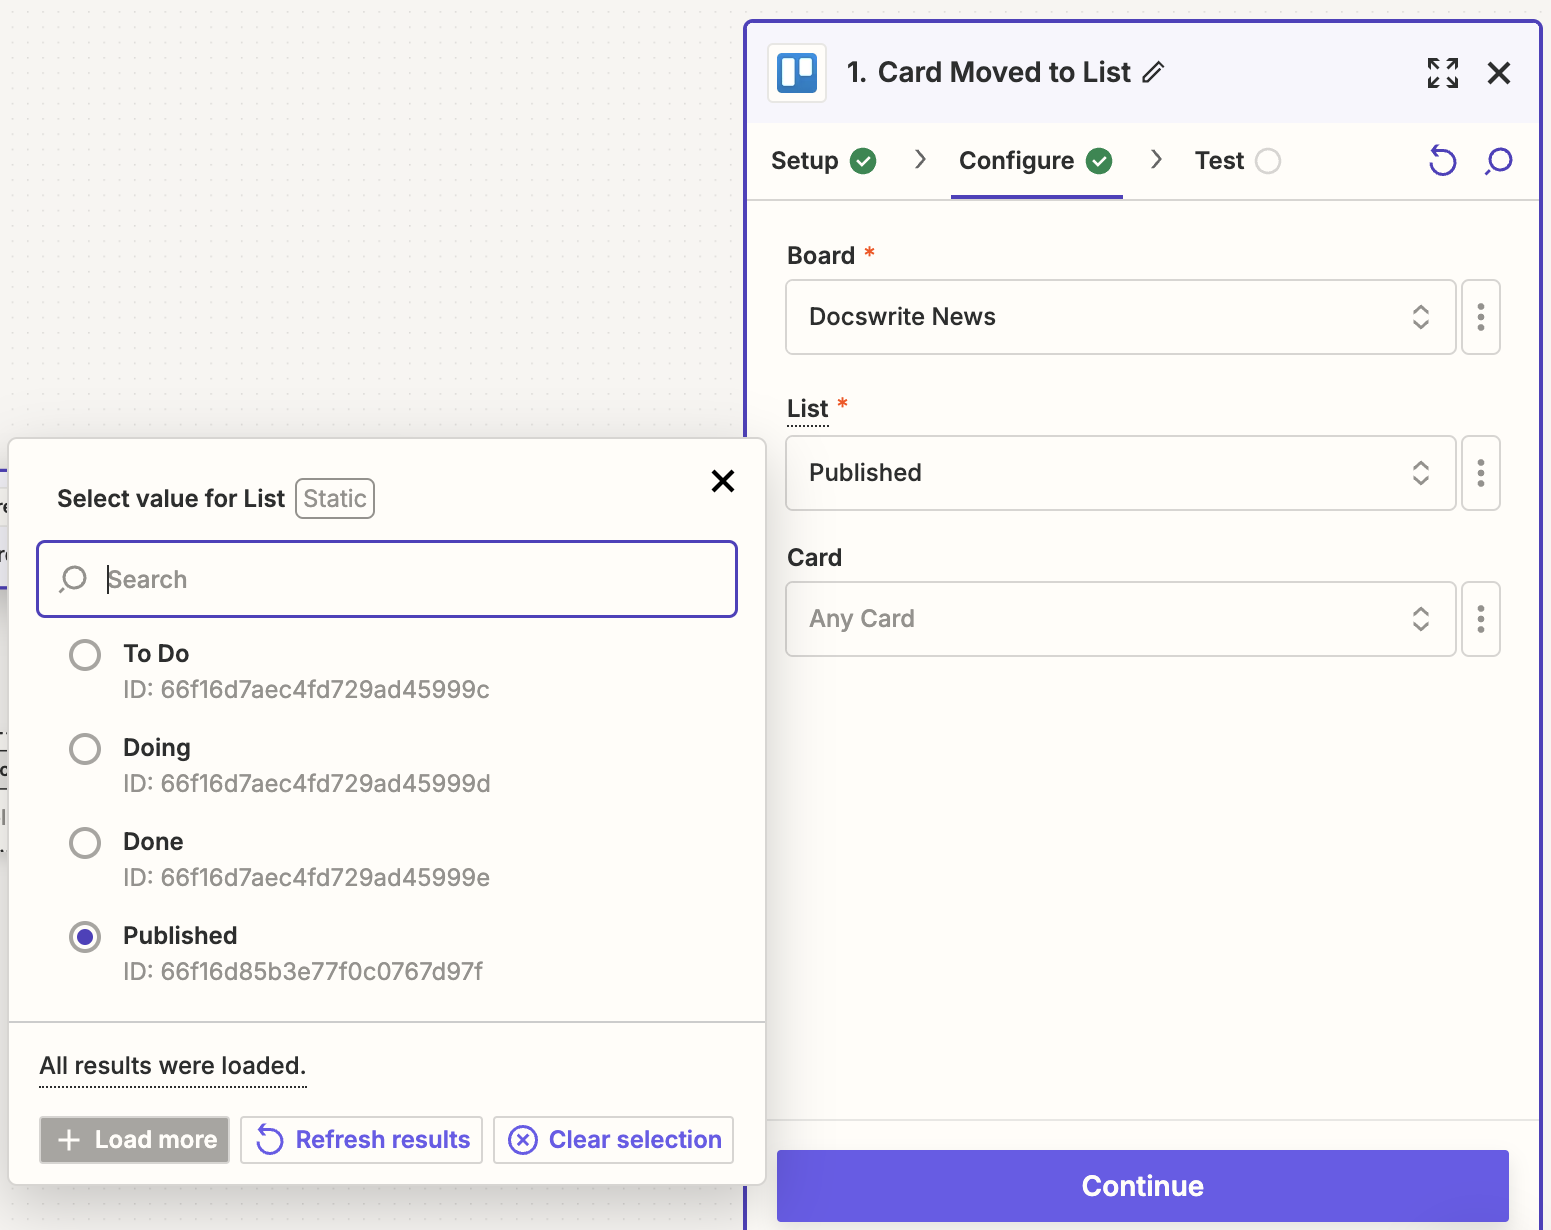 1. Card Moved to List
Setup
Configure
Test
Board *
Docswrite News
List *
Published
Card
Any Card
Continue
Select value for List Static
Search
To Do
ID: 66f16d7aec4fd729ad45999c
Doing
ID: 66f16d7aec4fd729ad45999d
Done
ID: 66f16d7aec4fd729ad45999e
Published
ID: 66f16d85b3e77f0c0767d97f
All results were loaded.
Load more
Refresh results
Clear selection